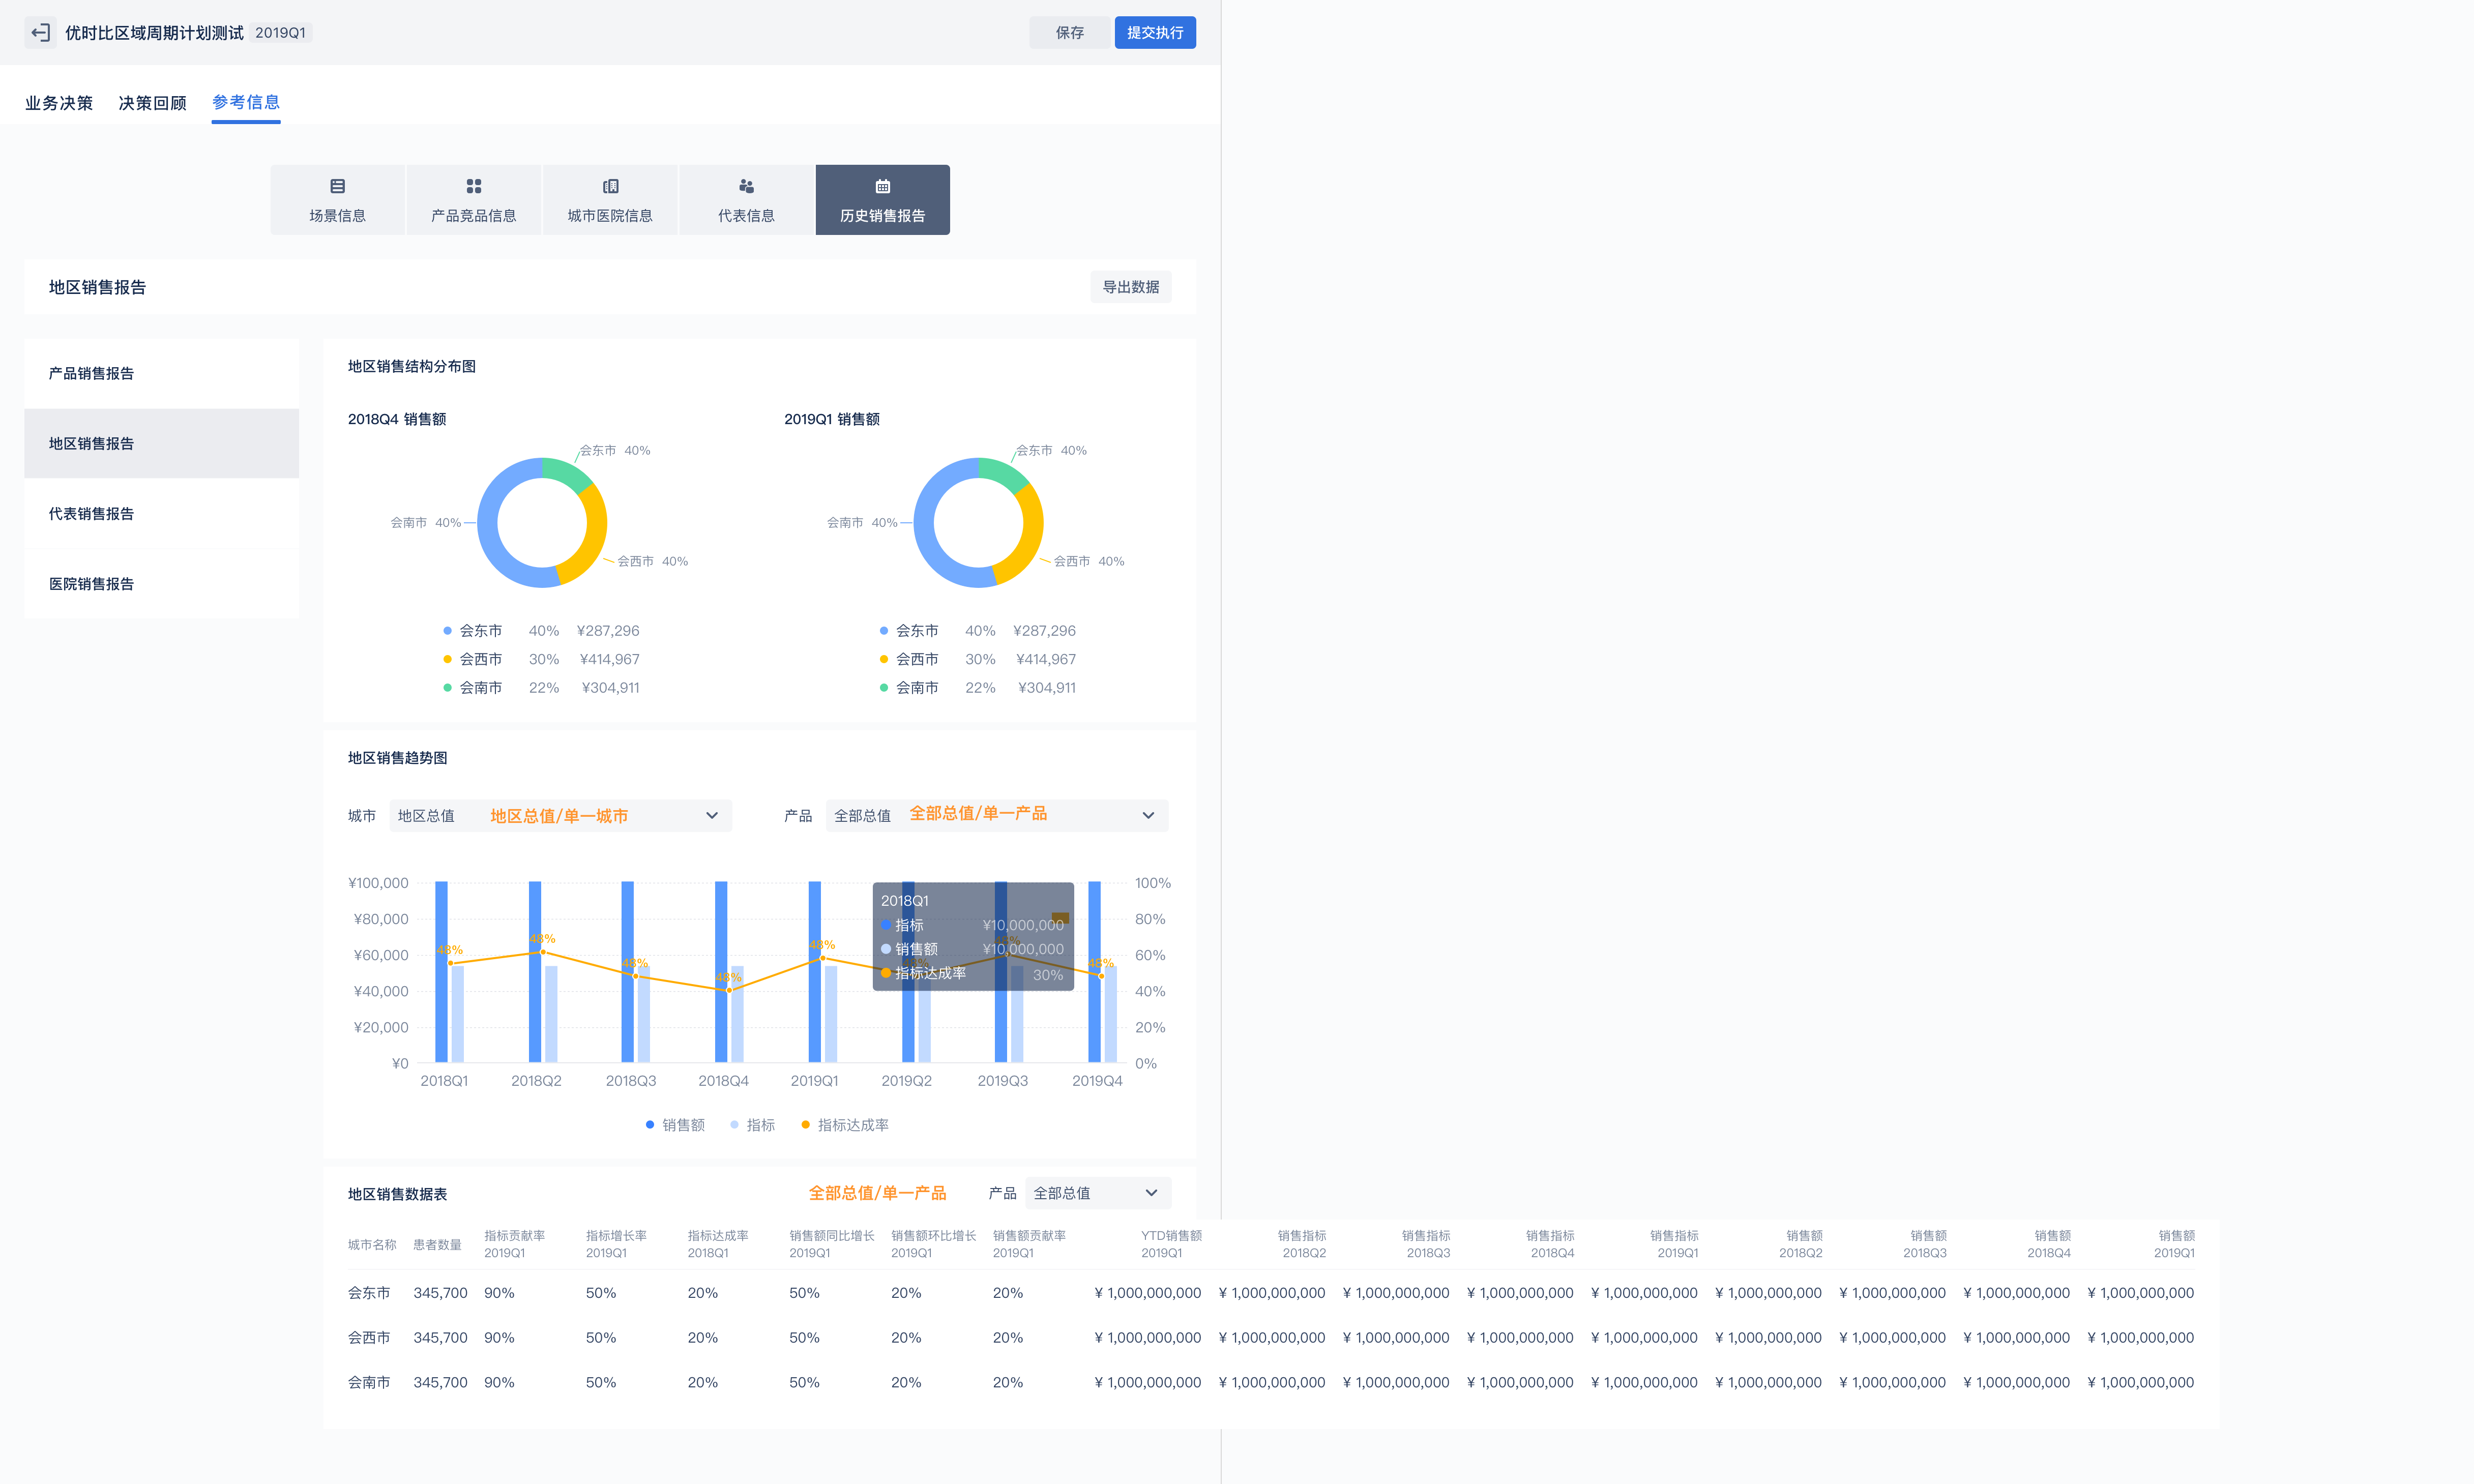 优时比区域周期计划测试 2019Q1
保存 提交执行
业务决策 决策回顾 参考信息
场景信息 产品竞品信息 城市医院信息 代表信息 历史销售报告
地区销售报告 导出数据
产品销售报告
地区销售报告
代表销售报告
医院销售报告
地区销售结构分布图
2018Q4 销售额
会东市 40%
会南市 40%
会西市 40%
会东市 40% ¥287,296
会西市 30% ¥414,967
会南市 22% ¥304,911
2019Q1 销售额
会东市 40%
会南市 40%
会西市 40%
会东市 40% ¥287,296
会西市 30% ¥414,967
会南市 22% ¥304,911
地区销售趋势图
城市 地区总值 地区总值/单一城市 产品 全部总值 全部总值/单一产品
¥100,000 100%
¥80,000 80%
¥60,000 60%
¥40,000 40%
¥20,000 20%
¥0 0%
48% 48% 48% 48% 48% 48%
2018Q1
指标 ¥10,000,000
销售额 ¥10,000,000
指标达成率 30%
2018Q1 2018Q2 2018Q3 2018Q4 2019Q1 2019Q2 2019Q3 2019Q4
销售额 指标 指标达成率
地区销售数据表 全部总值/单一产品 产品 全部总值
城市名称 患者数量 指标贡献率 指标增长率 指标达成率 销售额同比增长 销售额环比增长 销售额贡献率 YTD销售额 销售指标 销售指标 销售指标 销售指标 销售额 销售额 销售额 销售额
2019Q1 2019Q1 2018Q1 2019Q1 2019Q1 2019Q1 2019Q1 2018Q2 2018Q3 2018Q4 2019Q1 2018Q2 2018Q3 2018Q4 2019Q1
会东市 345,700 90% 50% 20% 50% 20% 20% ¥ 1,000,000,000 ¥ 1,000,000,000 ¥ 1,000,000,000 ¥ 1,000,000,000 ¥ 1,000,000,000 ¥ 1,000,000,000 ¥ 1,000,000,000 ¥ 1,000,000,000 ¥ 1,000,000,000
会西市 345,700 90% 50% 20% 50% 20% 20% ¥ 1,000,000,000 ¥ 1,000,000,000 ¥ 1,000,000,000 ¥ 1,000,000,000 ¥ 1,000,000,000 ¥ 1,000,000,000 ¥ 1,000,000,000 ¥ 1,000,000,000 ¥ 1,000,000,000
会南市 345,700 90% 50% 20% 50% 20% 20% ¥ 1,000,000,000 ¥ 1,000,000,000 ¥ 1,000,000,000 ¥ 1,000,000,000 ¥ 1,000,000,000 ¥ 1,000,000,000 ¥ 1,000,000,000 ¥ 1,000,000,000 ¥ 1,000,000,000